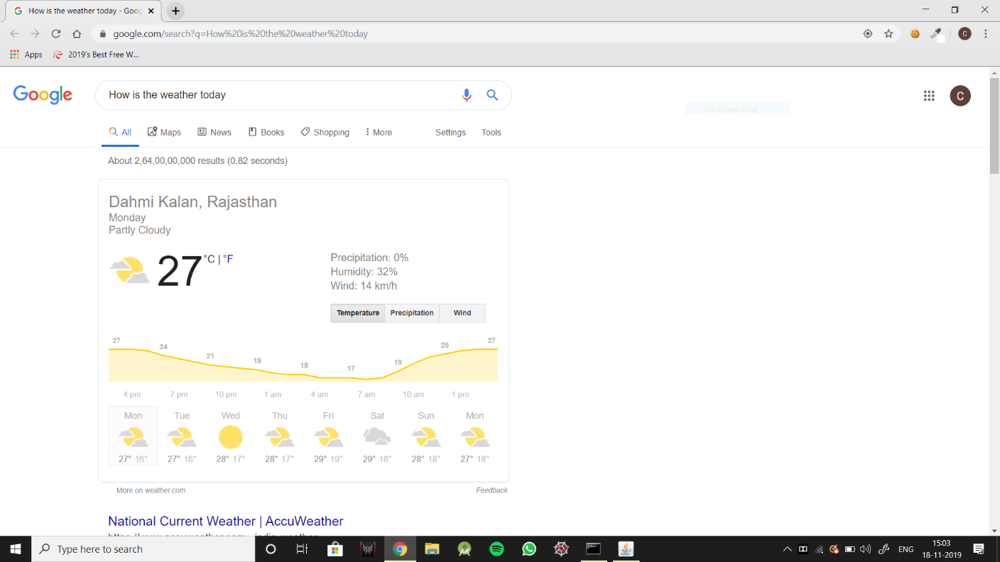 How is the weather today - Goog
google.com/search?q=How%20is%20the%20weather%20today
C
Apps 2019's Best Free W...
Google
How is the weather today
C
Full-screen Snip
All Maps News Books Shopping More Settings Tools
About 2,64,00,00,000 results (0.82 seconds)
Dahmi Kalan, Rajasthan
Monday
Partly Cloudy
27 °C | °F
Precipitation: 0%
Humidity: 32%
Wind: 14 km/h
Temperature Precipitation Wind
27 24 21 19 18 17 19 25 27
4 pm 7 pm 10 pm 1 am 4 am 7 am 10 am 1 pm
Mon Tue Wed Thu Fri Sat Sun Mon
27° 16° 27° 16° 28° 17° 28° 17° 29° 19° 29° 18° 28° 18° 27° 18°
More on weather.com Feedback
National Current Weather | AccuWeather
Type here to search
ENG
15:03
18-11-2019